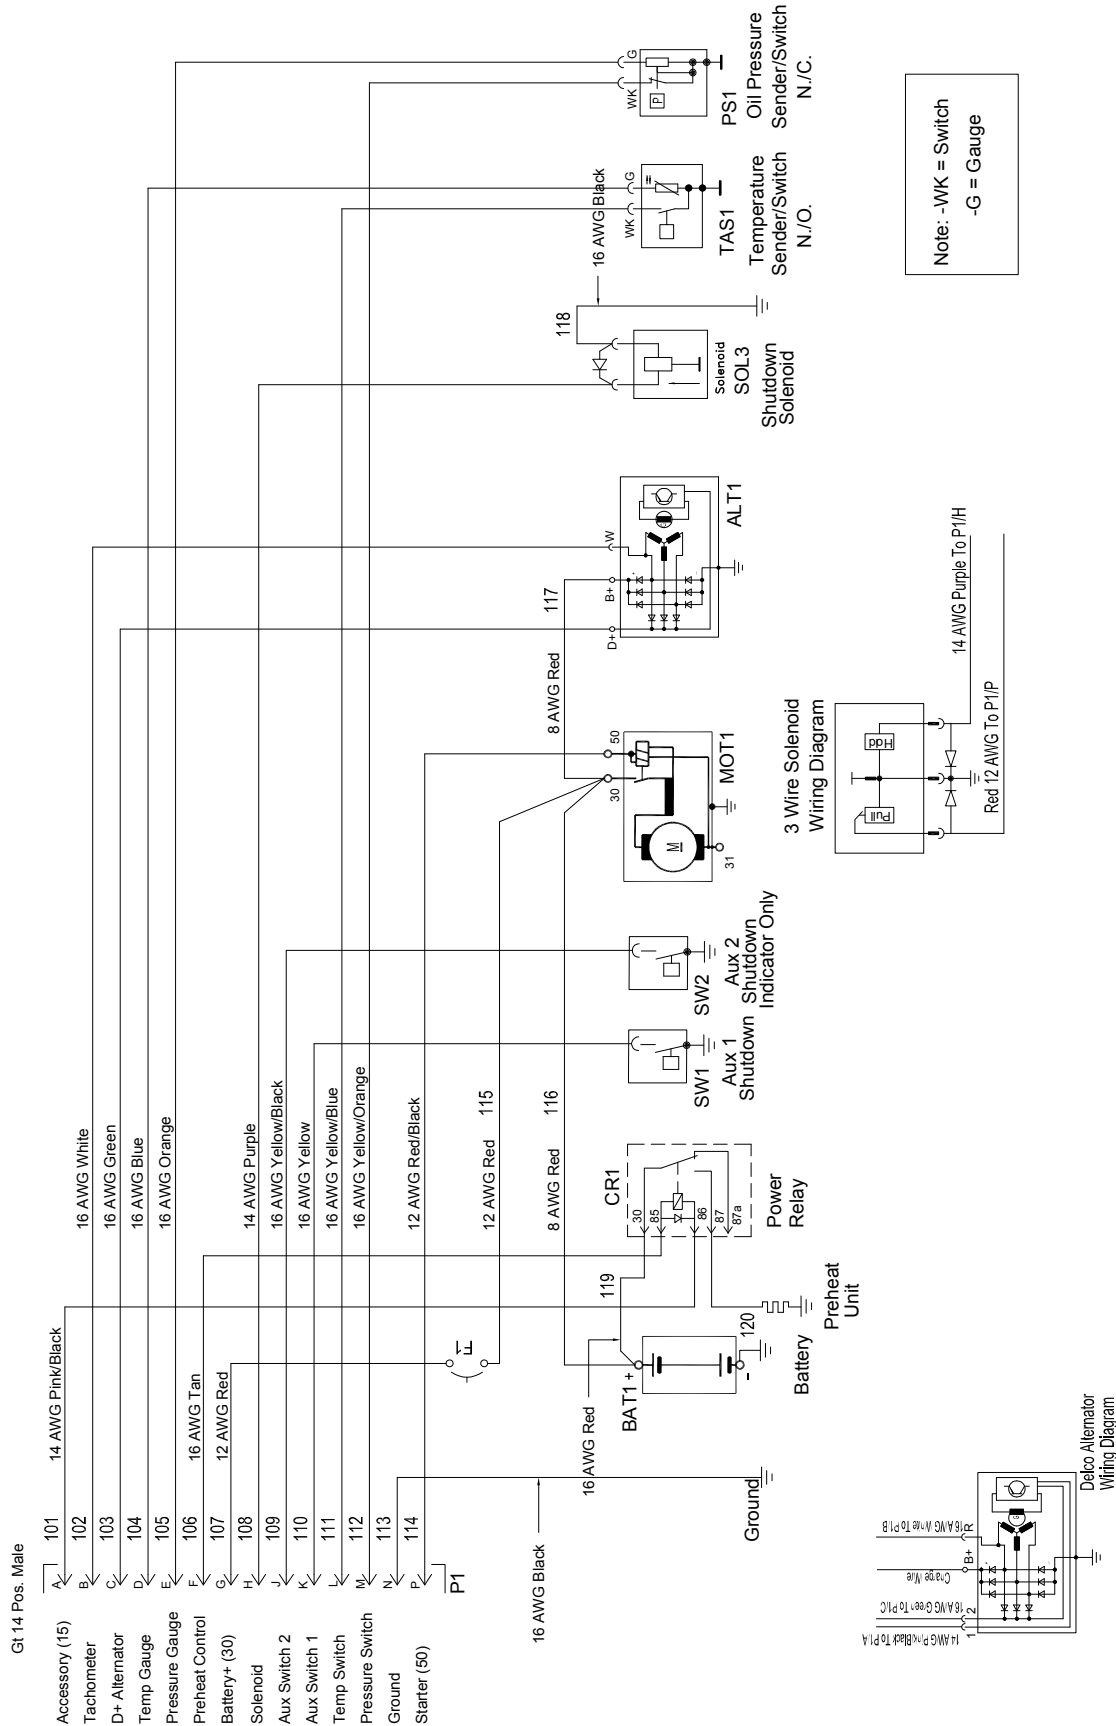 Gt 14 Pos. Male
Accessory (15)
Tachometer
D+ Alternator
Temp Gauge
Pressure Gauge
Preheat Control
Battery+ (30)
Solenoid
Aux Switch 2
Aux Switch 1
Temp Switch
Pressure Switch
Ground
Starter (50)
A
B
C
D
E
F
G
H
J
K
L
M
N
P
P1
101
102
103
104
105
106
107
108
109
110
111
112
113
114
14 AWG Pink/Black
16 AWG White
16 AWG Green
16 AWG Blue
16 AWG Orange
16 AWG Tan
12 AWG Red
14 AWG Purple
16 AWG Yellow/Black
16 AWG Yellow
16 AWG Yellow/Blue
16 AWG Yellow/Orange
12 AWG Red/Black
12 AWG Red
115
8 AWG Red
116
F1
16 AWG Black
Ground
16 AWG Red
119
BAT1
+
-
Battery
120
Preheat
Unit
CR1
30
85
86
87
87a
Power
Relay
SW1
Aux 1
Shutdown
SW2
Aux 2
Shutdown
Indicator Only
30
50
M
31
MOT1
8 AWG Red
117
D+
B+
W
ALT1
118
16 AWG Black
Solenoid
SOL3
Shutdown
Solenoid
WK
G
TAS1
Temperature
Sender/Switch
N./O.
WK
G
P
PS1
Oil Pressure
Sender/Switch
N./C.
Note: -WK = Switch
-G = Gauge
3 Wire Solenoid
Wiring Diagram
Pull
Hdd
14 AWG Purple To P1/H
Red 12 AWG To P1/P
14 AWG Pink/Black To P1/A
16 AWG Green To P1/C
Charge Wire
16 AWG White To P1/B
1
2
B+
R
Delco Alternator
Wiring Diagram